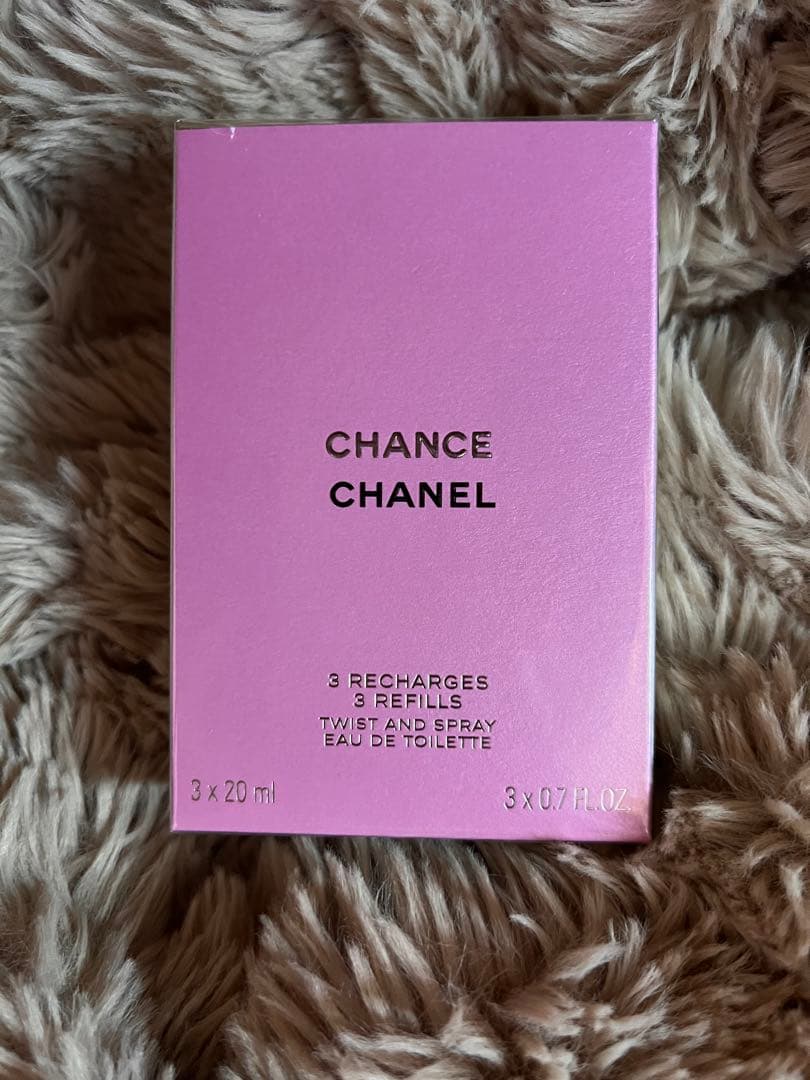 CHANCE
CHANEL
3 RECHARGES
3 REFILLS
TWIST AND SPRAY
EAU DE TOILETTE
3 x 20 ml
3 x 0.7 FL.OZ.